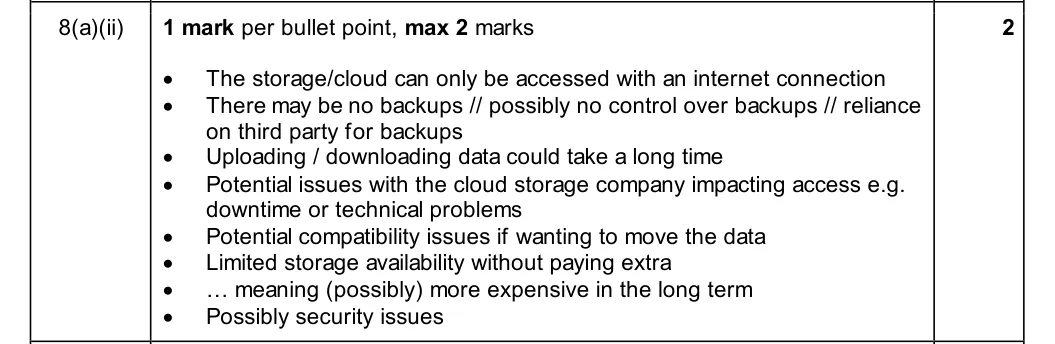 8(a)(ii) 1 mark per bullet point, max 2 marks 2
• The storage/cloud can only be accessed with an internet connection
• There may be no backups // possibly no control over backups // reliance
on third party for backups
• Uploading / downloading data could take a long time
• Potential issues with the cloud storage company impacting access e.g.
downtime or technical problems
• Potential compatibility issues if wanting to move the data
• Limited storage availability without paying extra
• … meaning (possibly) more expensive in the long term
• Possibly security issues